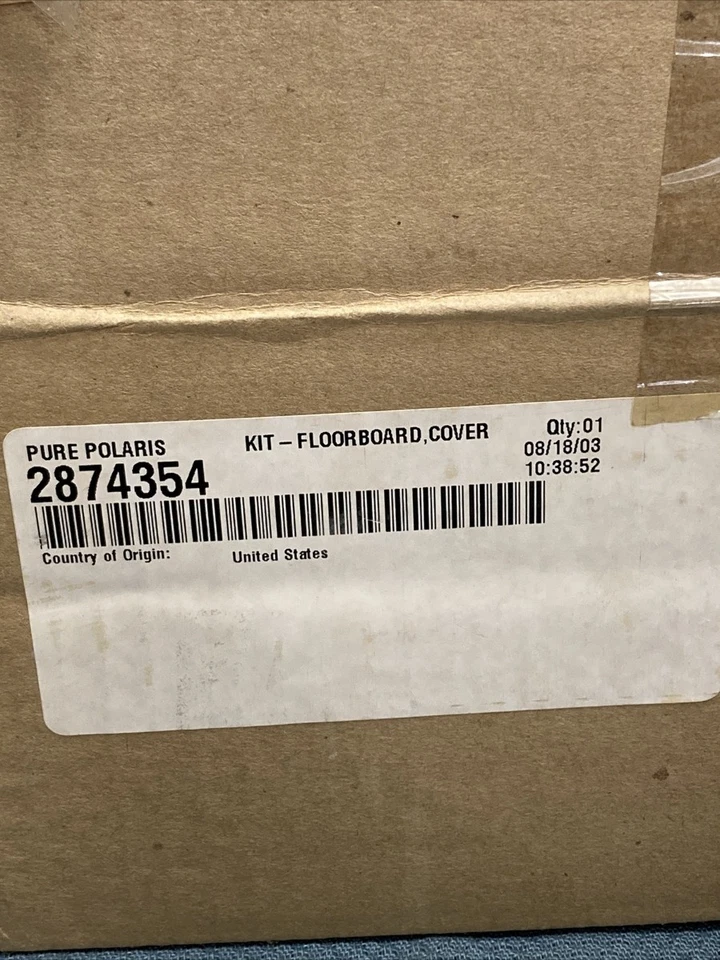 PURE POLARIS
KIT – FLOORBOARD,COVER
Qty:01
2874354
08/18/03
10:38:52
Country of Origin: United States